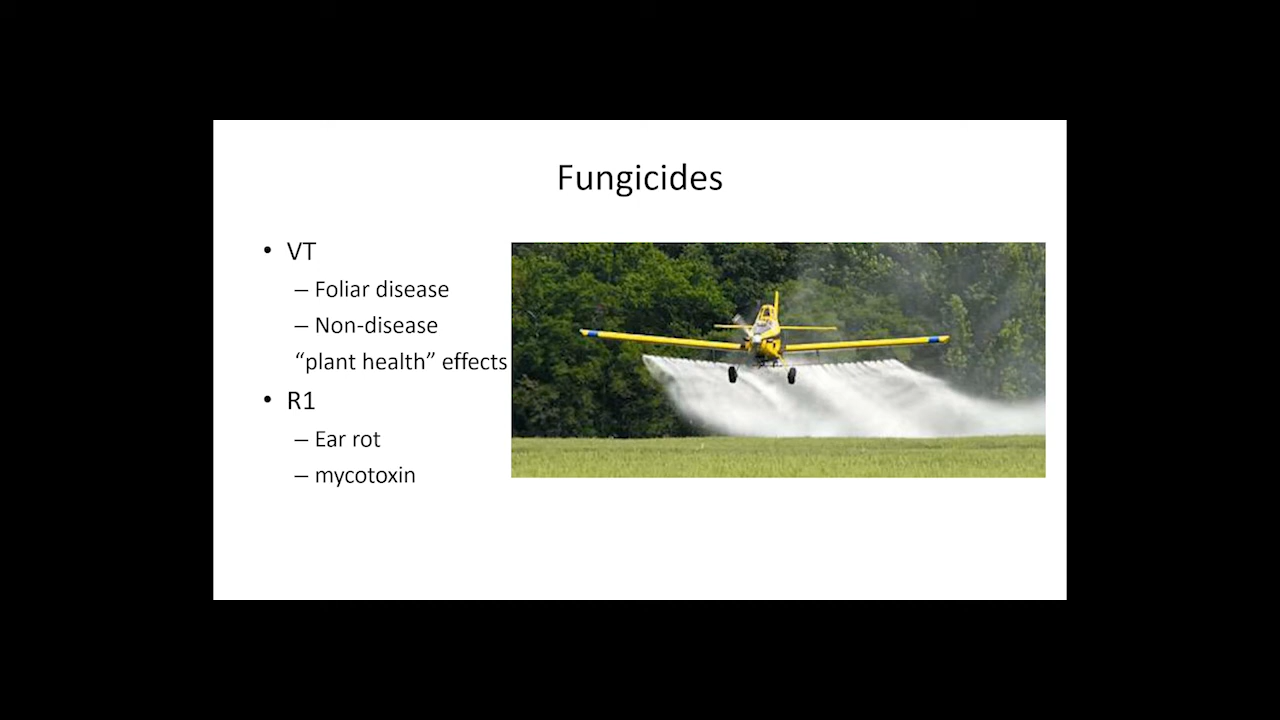 Fungicides
• VT
– Foliar disease
– Non-disease
“plant health” effects
• R1
– Ear rot
– mycotoxin